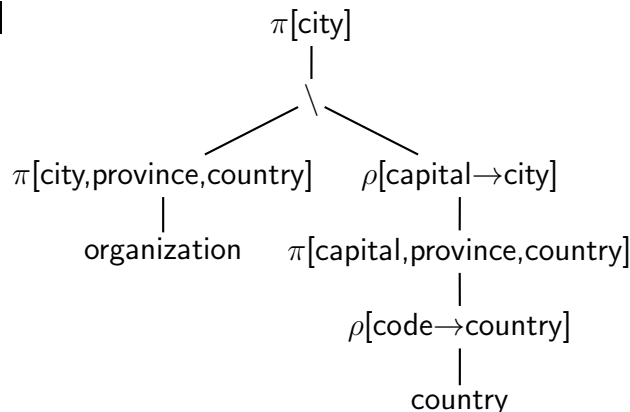 π[city]
\
π[city,province,country] ρ[capital→city]
organization π[capital,province,country]
ρ[code→country]
country